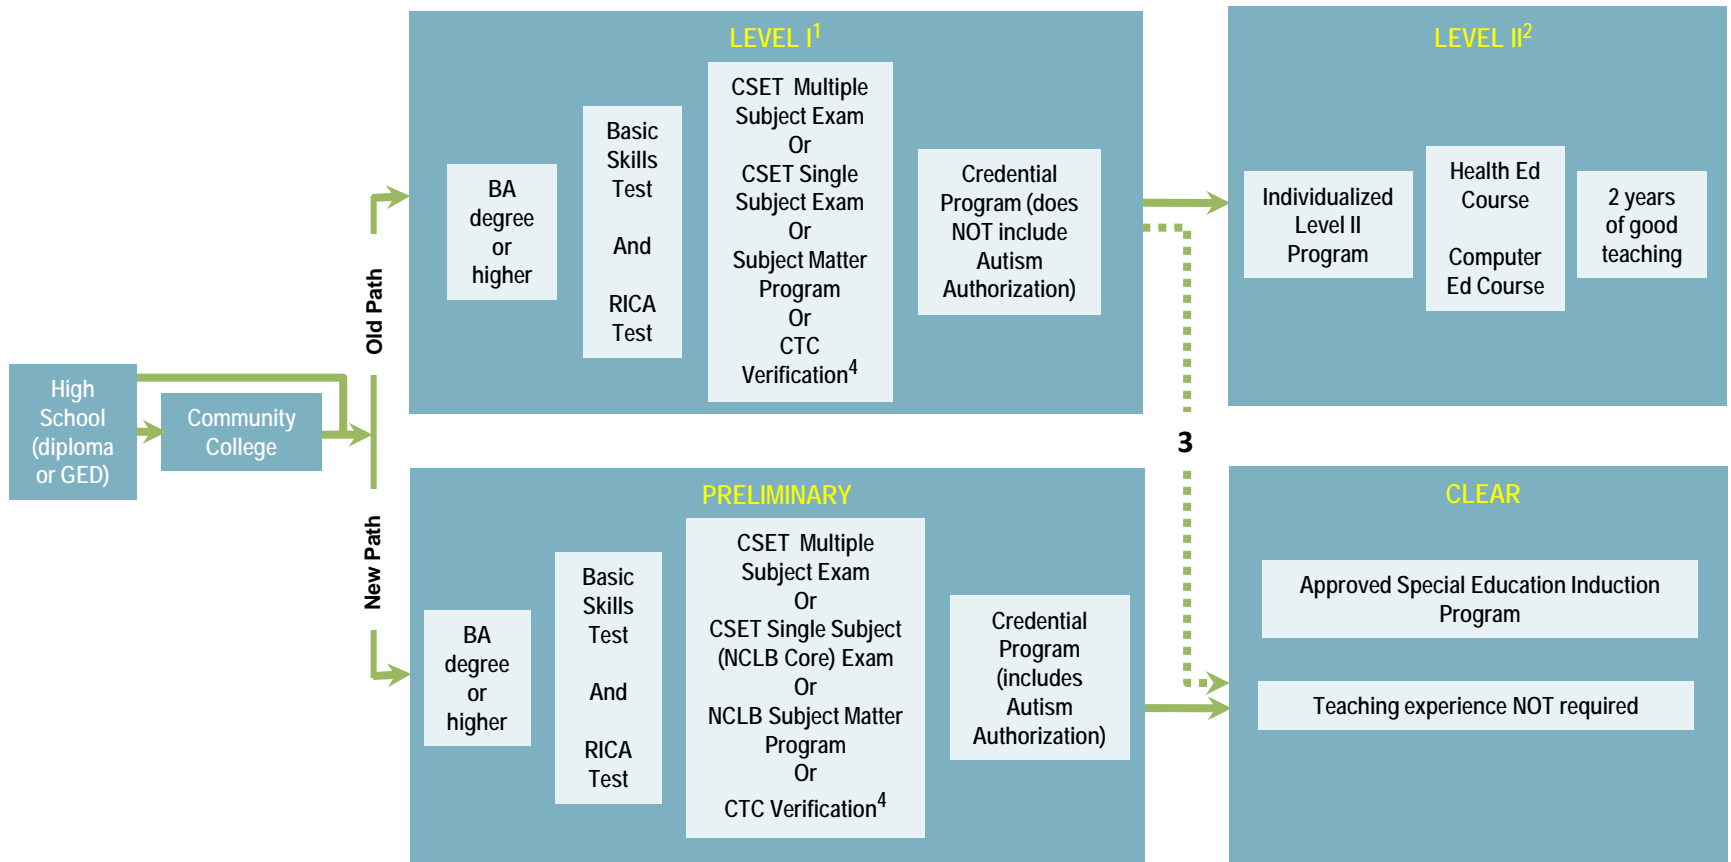 High
School
(diploma
or GED)
Community
College
Old Path
New Path
LEVEL I1
BA
degree
or
higher
Basic
Skills
Test
And
RICA
Test
CSET Multiple
Subject Exam
Or
CSET Single
Subject Exam
Or
Subject Matter
Program
Or
CTC
Verification4
Credential
Program (does
NOT include
Autism
Authorization)
LEVEL II2
Individualized
Level II
Program
Health Ed
Course
Computer
Ed Course
2 years
of good
teaching
3
PRELIMINARY
BA
degree
or
higher
Basic
Skills
Test
And
RICA
Test
CSET Multiple
Subject Exam
Or
CSET Single Subject
(NCLB Core) Exam
Or
NCLB Subject Matter
Program
Or
CTC Verification4
Credential
Program
(includes
Autism
Authorization)
CLEAR
Approved Special Education Induction
Program
Teaching experience NOT required